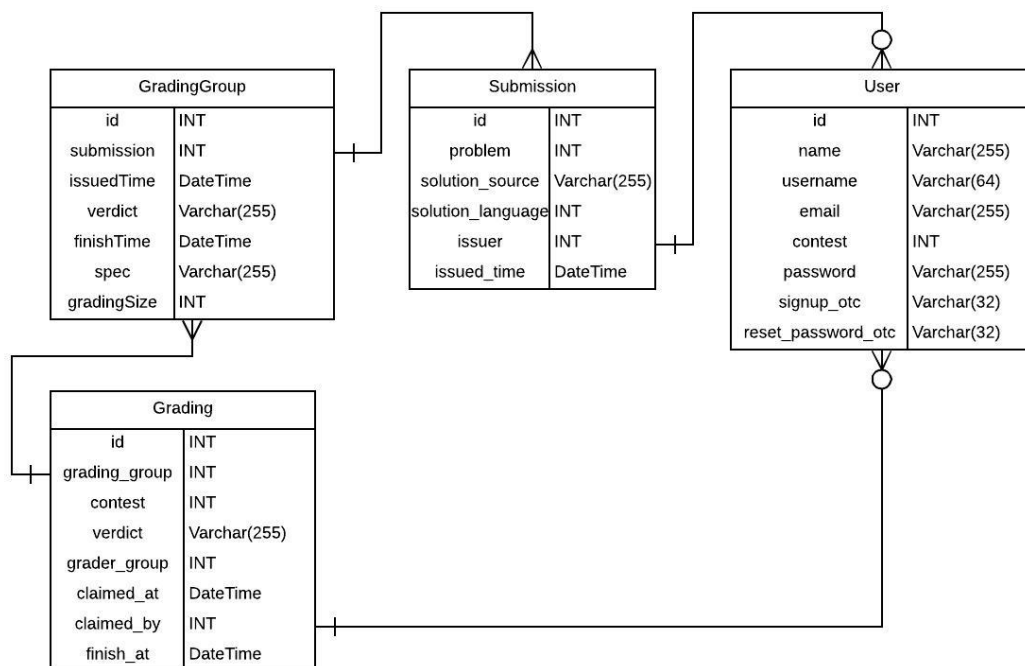 GradingGroup
id INT
submission INT
issuedTime DateTime
verdict Varchar(255)
finishTime DateTime
spec Varchar(255)
gradingSize INT
Submission
id INT
problem INT
solution_source Varchar(255)
solution_language INT
issuer INT
issued_time DateTime
User
id INT
name Varchar(255)
username Varchar(64)
email Varchar(255)
contest INT
password Varchar(255)
signup_otc Varchar(32)
reset_password_otc Varchar(32)
Grading
id INT
grading_group INT
contest INT
verdict Varchar(255)
grader_group INT
claimed_at DateTime
claimed_by INT
finish_at DateTime